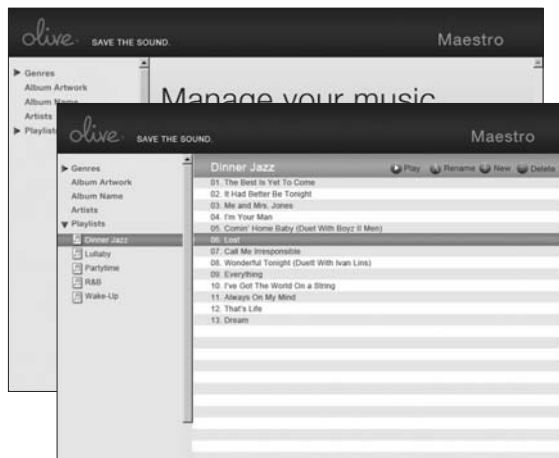 olive. SAVE THE SOUND. Maestro
Genres
Album Artwork
Album Name
Artists
Playlists
Manage your music
olive. SAVE THE SOUND. Maestro
Genres
Album Artwork
Album Name
Artists
Playlists
Dinner Jazz
Lullaby
Partytime
R&B
Wake-Up
Dinner Jazz Play Rename New Delete
01. The Best Is Yet To Come
02. It Had Better Be Tonight
03. Me and Mrs. Jones
04. I'm Your Man
05. Comin' Home Baby (Duet With Boyz II Men)
06. Lost
07. Call Me Irresponsible
08. Wonderful Tonight (Duett With Ivan Lins)
09. Everything
10. I've Got The World On a String
11. Always On My Mind
12. That's Life
13. Dream